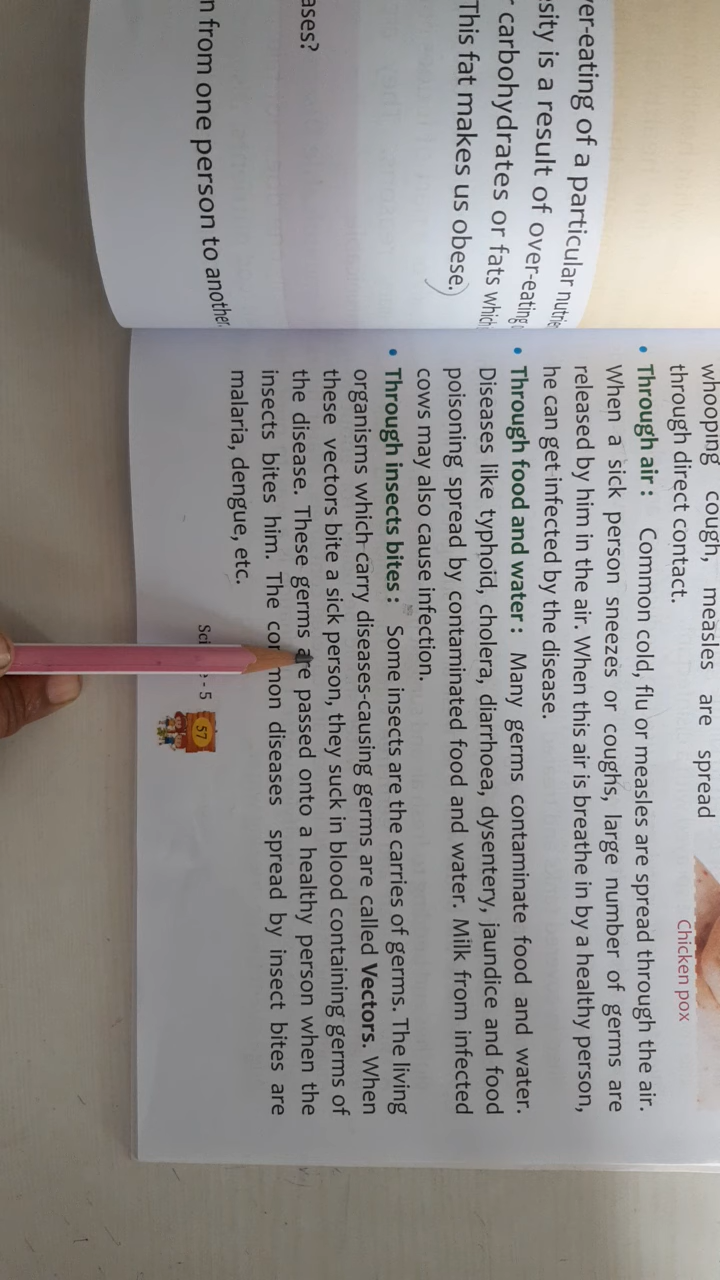 ver-eating of a particular
sity is a result of over-eating
carbohydrates or fats which
This fat makes us obese.)
ases?
n from one person to another
whooping cough, measles are spread
through direct contact.
Chicken pox
• Through air : Common cold, flu or measles are spread through the air.
When a sick person sneezes or coughs, large number of germs are
released by him in the air. When this air is breathe in by a healthy person,
he can get infected by the disease.
• Through food and water : Many germs contaminate food and water.
Diseases like typhoid, cholera, diarrhoea, dysentery, jaundice and food
poisoning spread by contaminated food and water. Milk from infected
cows may also cause infection.
• Through insects bites : Some insects are the carries of germs. The living
organisms which carry diseases-causing germs are called Vectors. When
these vectors bite a sick person, they suck in blood containing germs of
the disease. These germs are passed onto a healthy person when the
insects bites him. The common diseases spread by insect bites are
malaria, dengue, etc.
- 5
57